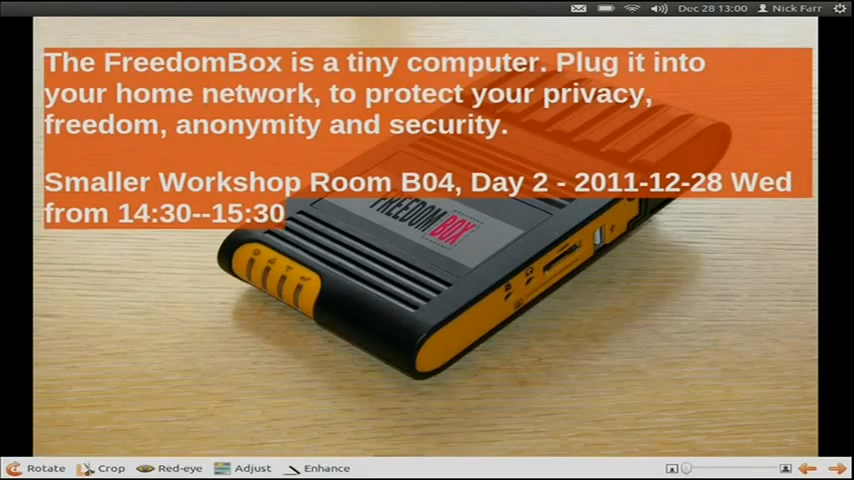 Dec 28 13:00
Nick Farr
The FreedomBox is a tiny computer. Plug it into
your home network, to protect your privacy,
freedom, anonymity and security.
Smaller Workshop Room B04, Day 2 - 2011-12-28 Wed
from 14:30--15:30
FREEDOMBOX
Rotate
Crop
Red-eye
Adjust
Enhance